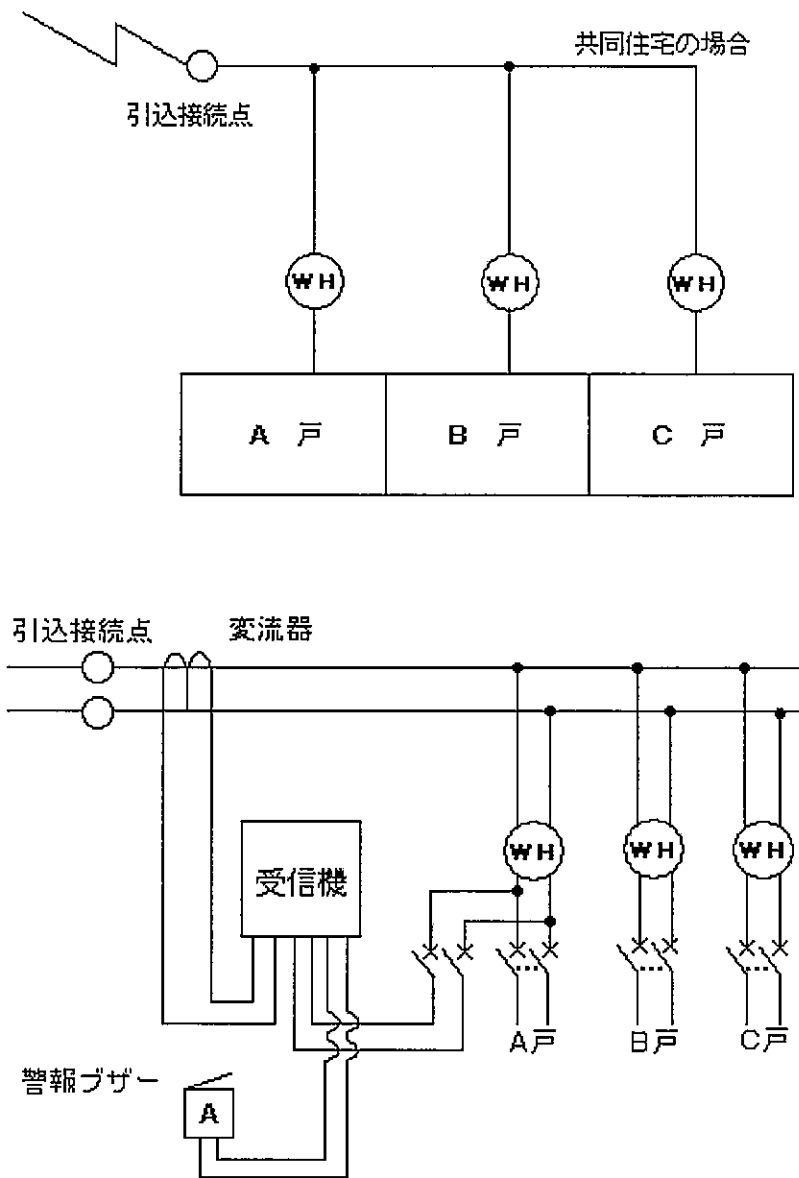 共同住宅の場合
引込接続点
WH WH WH
A 戸 B 戸 C 戸
引込接続点 変流器
WH WH WH
受信機
A戸 B戸 C戸
警報ブザー
A